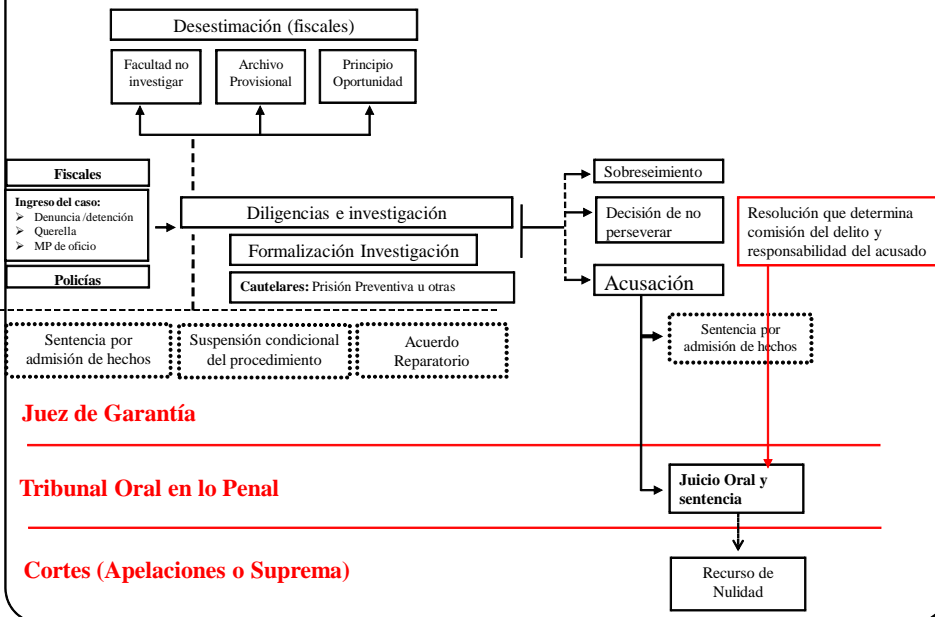 Desestimación (fiscales)
Facultad no
investigar
Archivo
Provisional
Principio
Oportunidad
Fiscales
Ingreso del caso:
Denuncia /detención
Querella
MP de oficio
Policías
Diligencias e investigación
Formalización Investigación
Cautelares: Prisión Preventiva u otras
Sobreseimiento
Decisión de no
perseverar
Acusación
Resolución que determina
comisión del delito y
responsabilidad del acusado
Sentencia por
admisión de hechos
Suspensión condicional
del procedimiento
Acuerdo
Reparatorio
Sentencia por
admisión de hechos
Juez de Garantía
Tribunal Oral en lo Penal
Juicio Oral y
sentencia
Cortes (Apelaciones o Suprema)
Recurso de
Nulidad